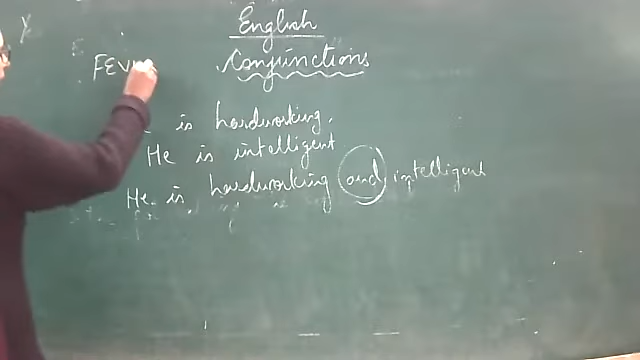 English
Conjunctions
FEV
is hardworking.
He is intelligent
He is hardworking and intelligent